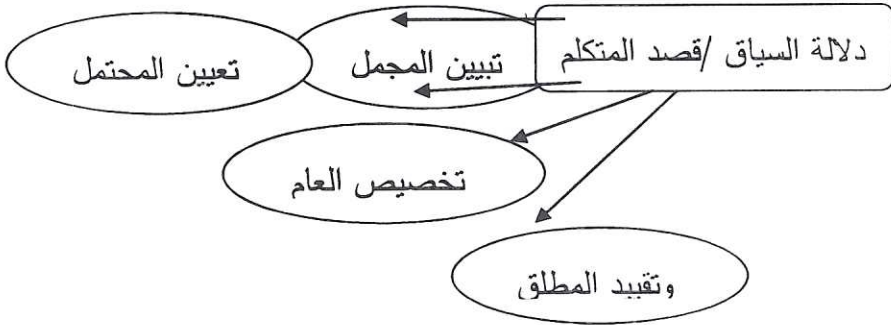 دلالة السياق /قصد المتكلم
تبيين المجمل
تعيين المحتمل
تخصيص العام
وتقييد المطلق